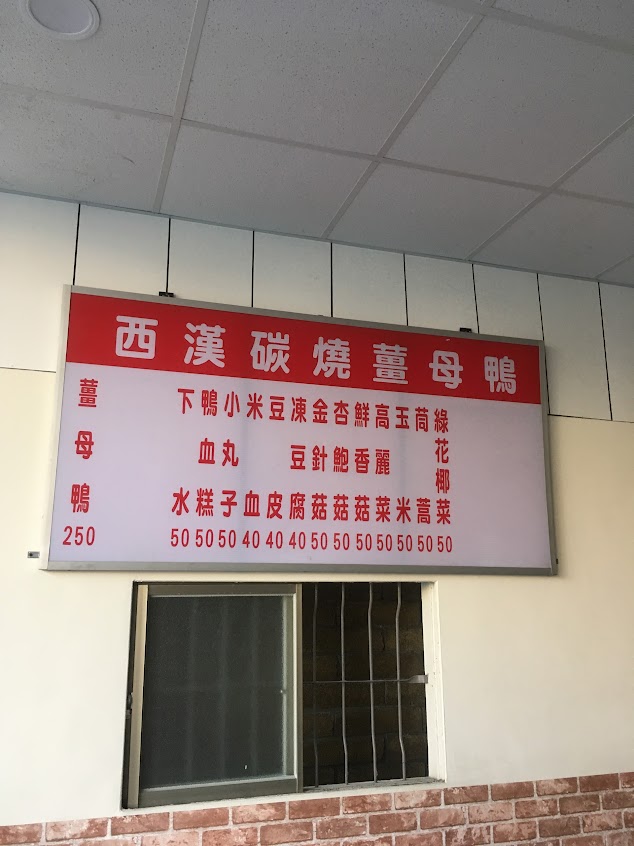 西漢碳燒薑母鴨
薑母鴨 250
下水 50
鴨血糕 50
小丸子 50
米血 40
豆皮 40
凍豆腐 40
金針菇 50
杏鮑菇 50
鮮香菇 50
高麗菜 50
玉米 50
茼蒿 50
綠花椰菜 50